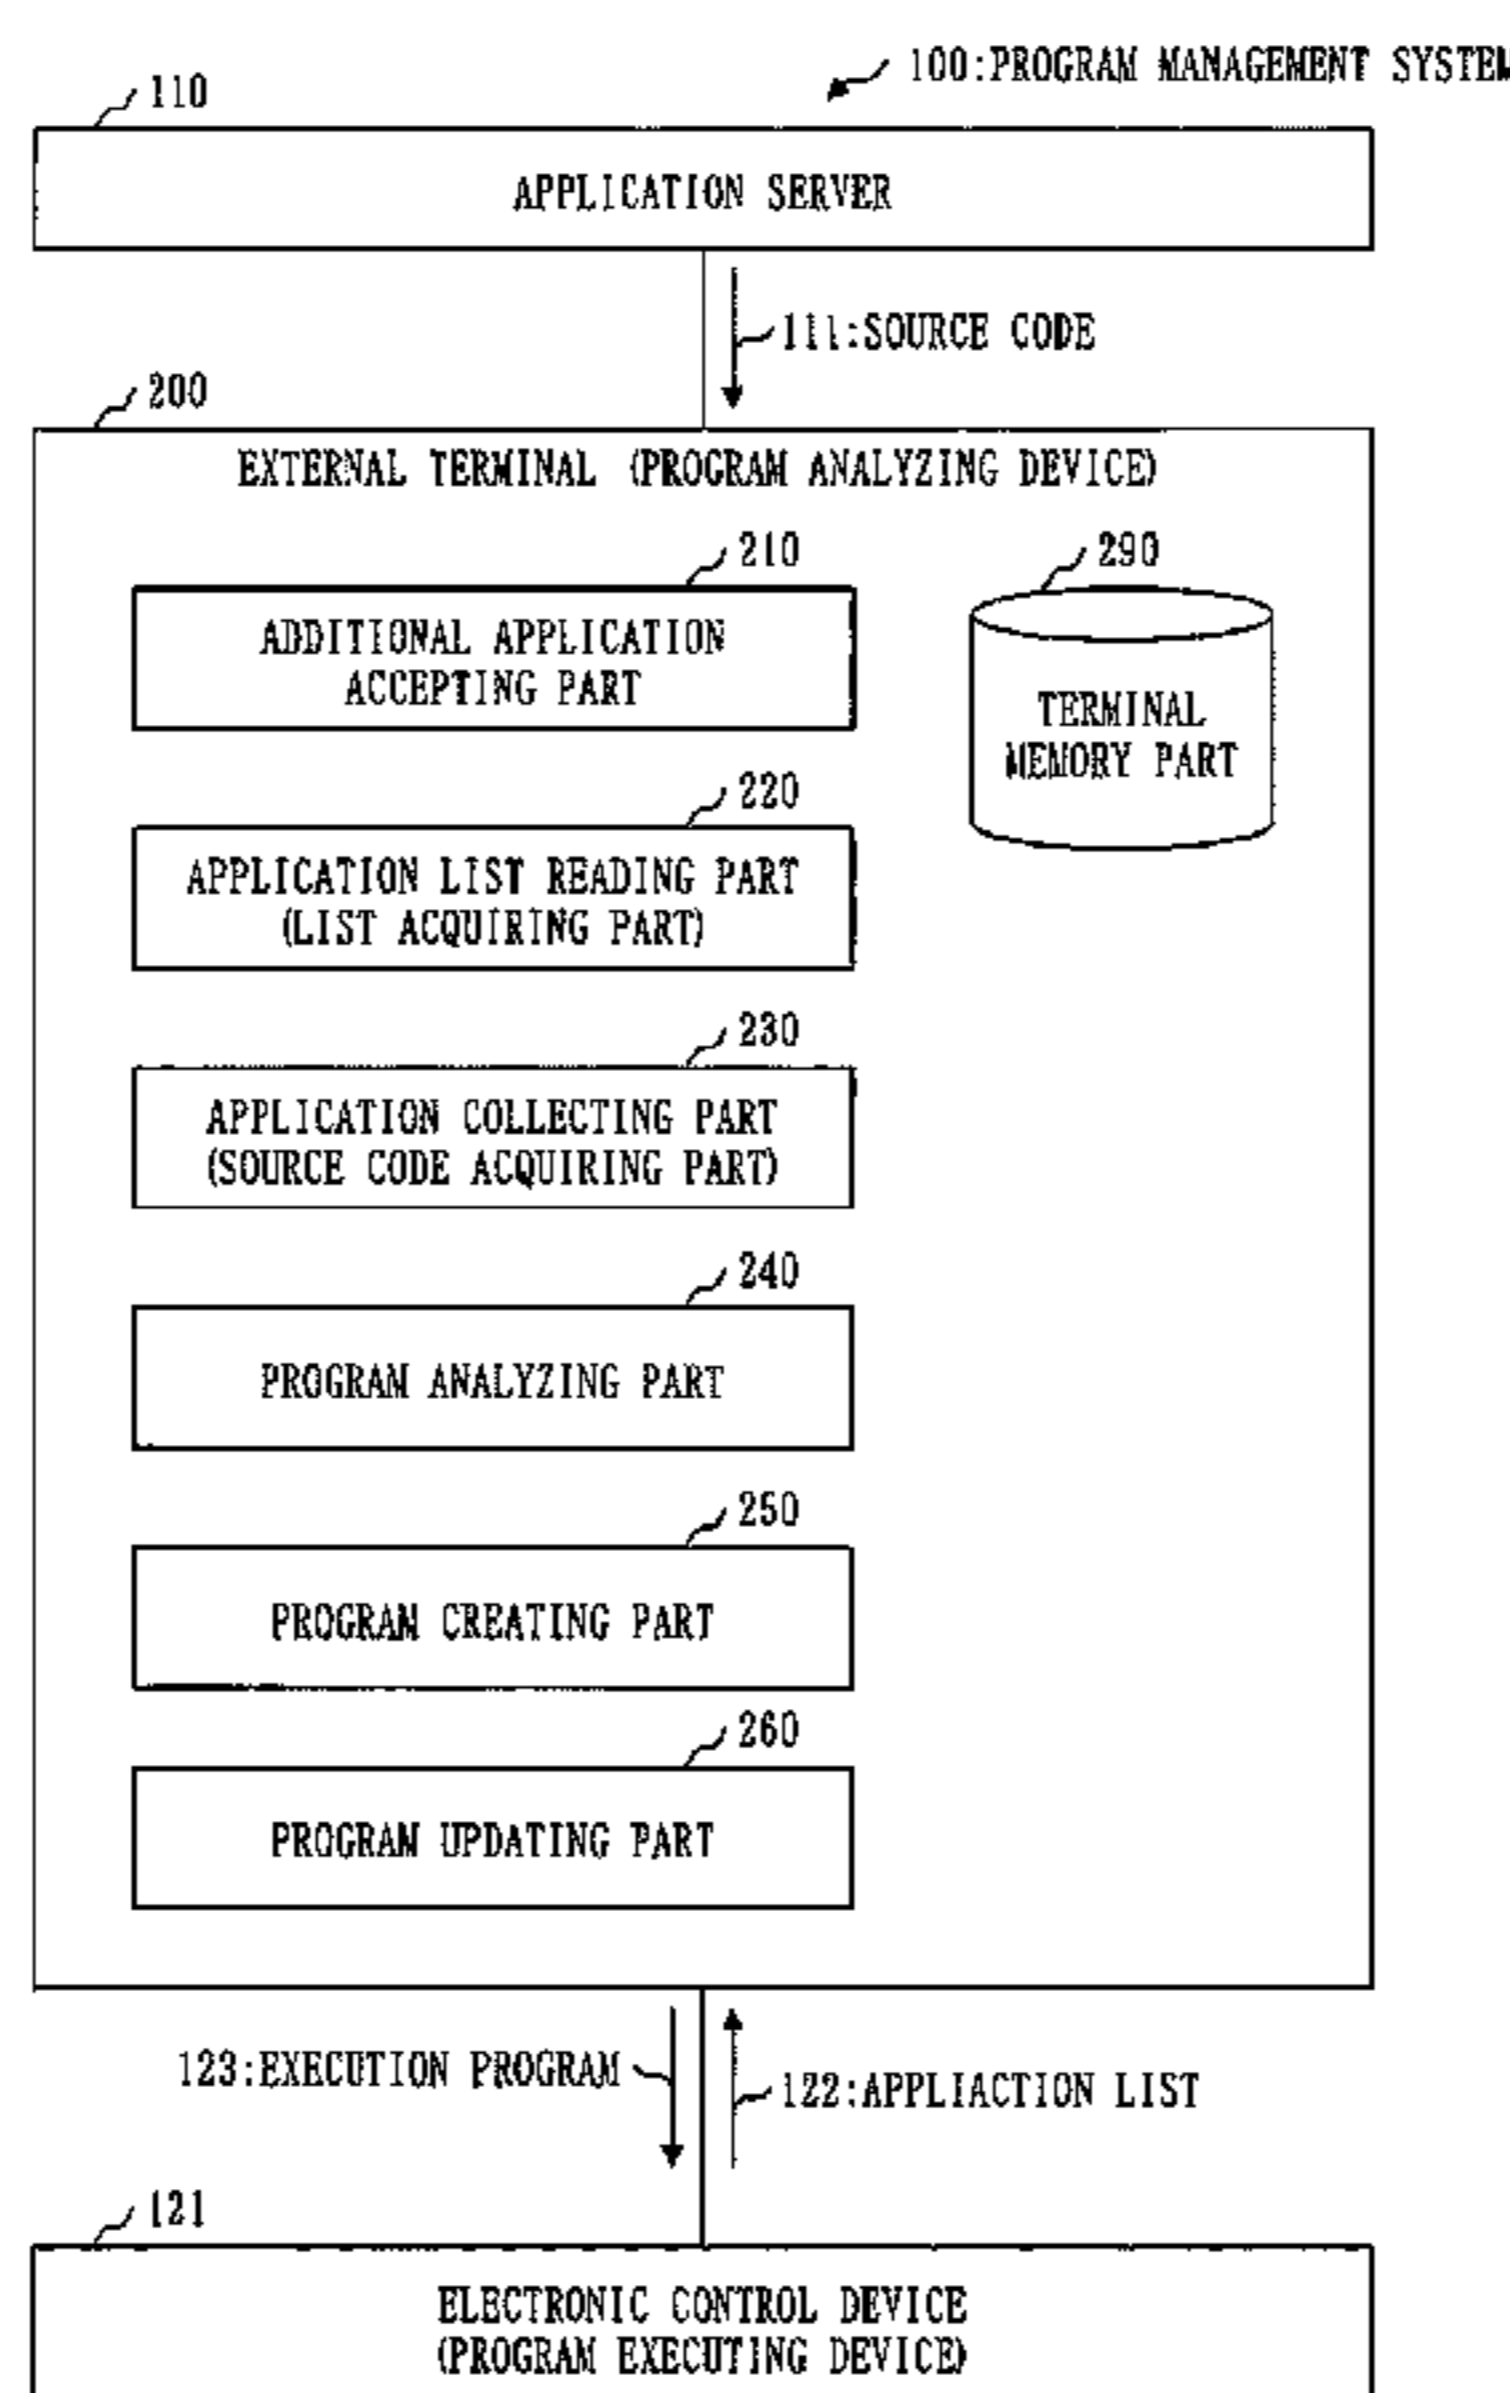 100:PROGRAM MANAGEMENT SYSTEM
110
APPLICATION SERVER
111:SOURCE CODE
200
EXTERNAL TERMINAL (PROGRAM ANALYZING DEVICE)
210
ADDITIONAL APPLICATION
ACCEPTING PART
290
TERMINAL
MEMORY PART
220
APPLICATION LIST READING PART
(LIST ACQUIRING PART)
230
APPLICATION COLLECTING PART
(SOURCE CODE ACQUIRING PART)
240
PROGRAM ANALYZING PART
250
PROGRAM CREATING PART
260
PROGRAM UPDATING PART
123:EXECUTION PROGRAM
122:APPLIACTION LIST
121
ELECTRONIC CONTROL DEVICE
(PROGRAM EXECUTING DEVICE)